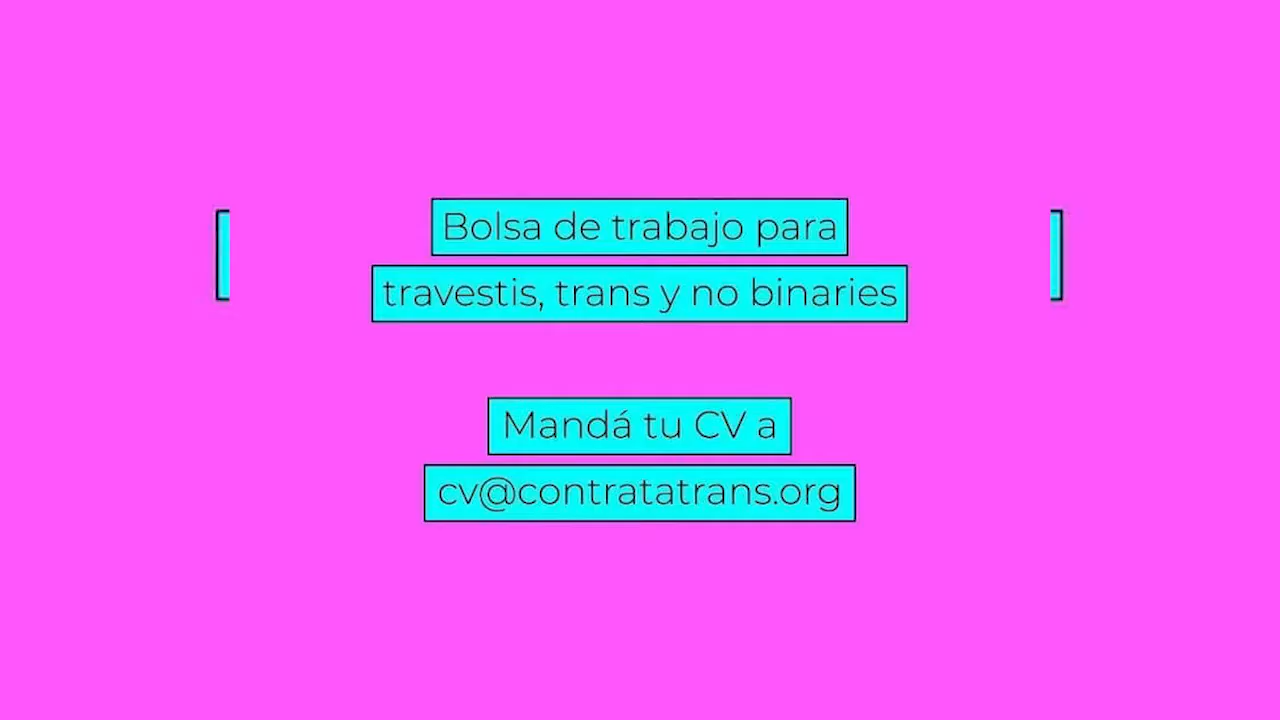 Bolsa de trabajo para
travestis, trans y no binaries
Mandá tu CV a
cv@contratatrans.org